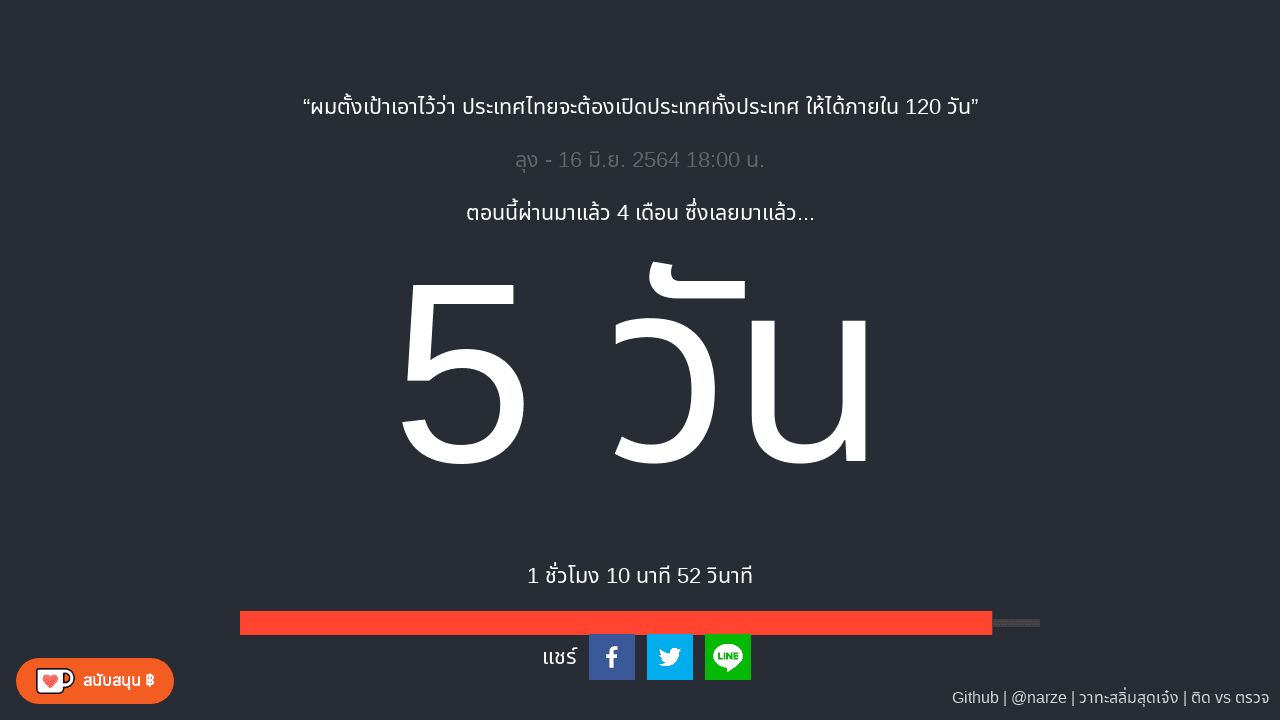 “ผมตั้งเป้าเอาไว้ว่า ประเทศไทยจะต้องเปิดประเทศทั้งประเทศ ให้ได้ภายใน 120 วัน”
ลุง - 16 มิ.ย. 2564 18:00 น.
ตอนนี้ผ่านมาแล้ว 4 เดือน ซึ่งเลยมาแล้ว...
5 วัน
1 ชั่วโมง 10 นาที 52 วินาที
แชร์
LINE
สนับสนุน ฿
Github | @narze | วาทะสลิ่มสุดเจ๋ง | ติด vs ตรวจ